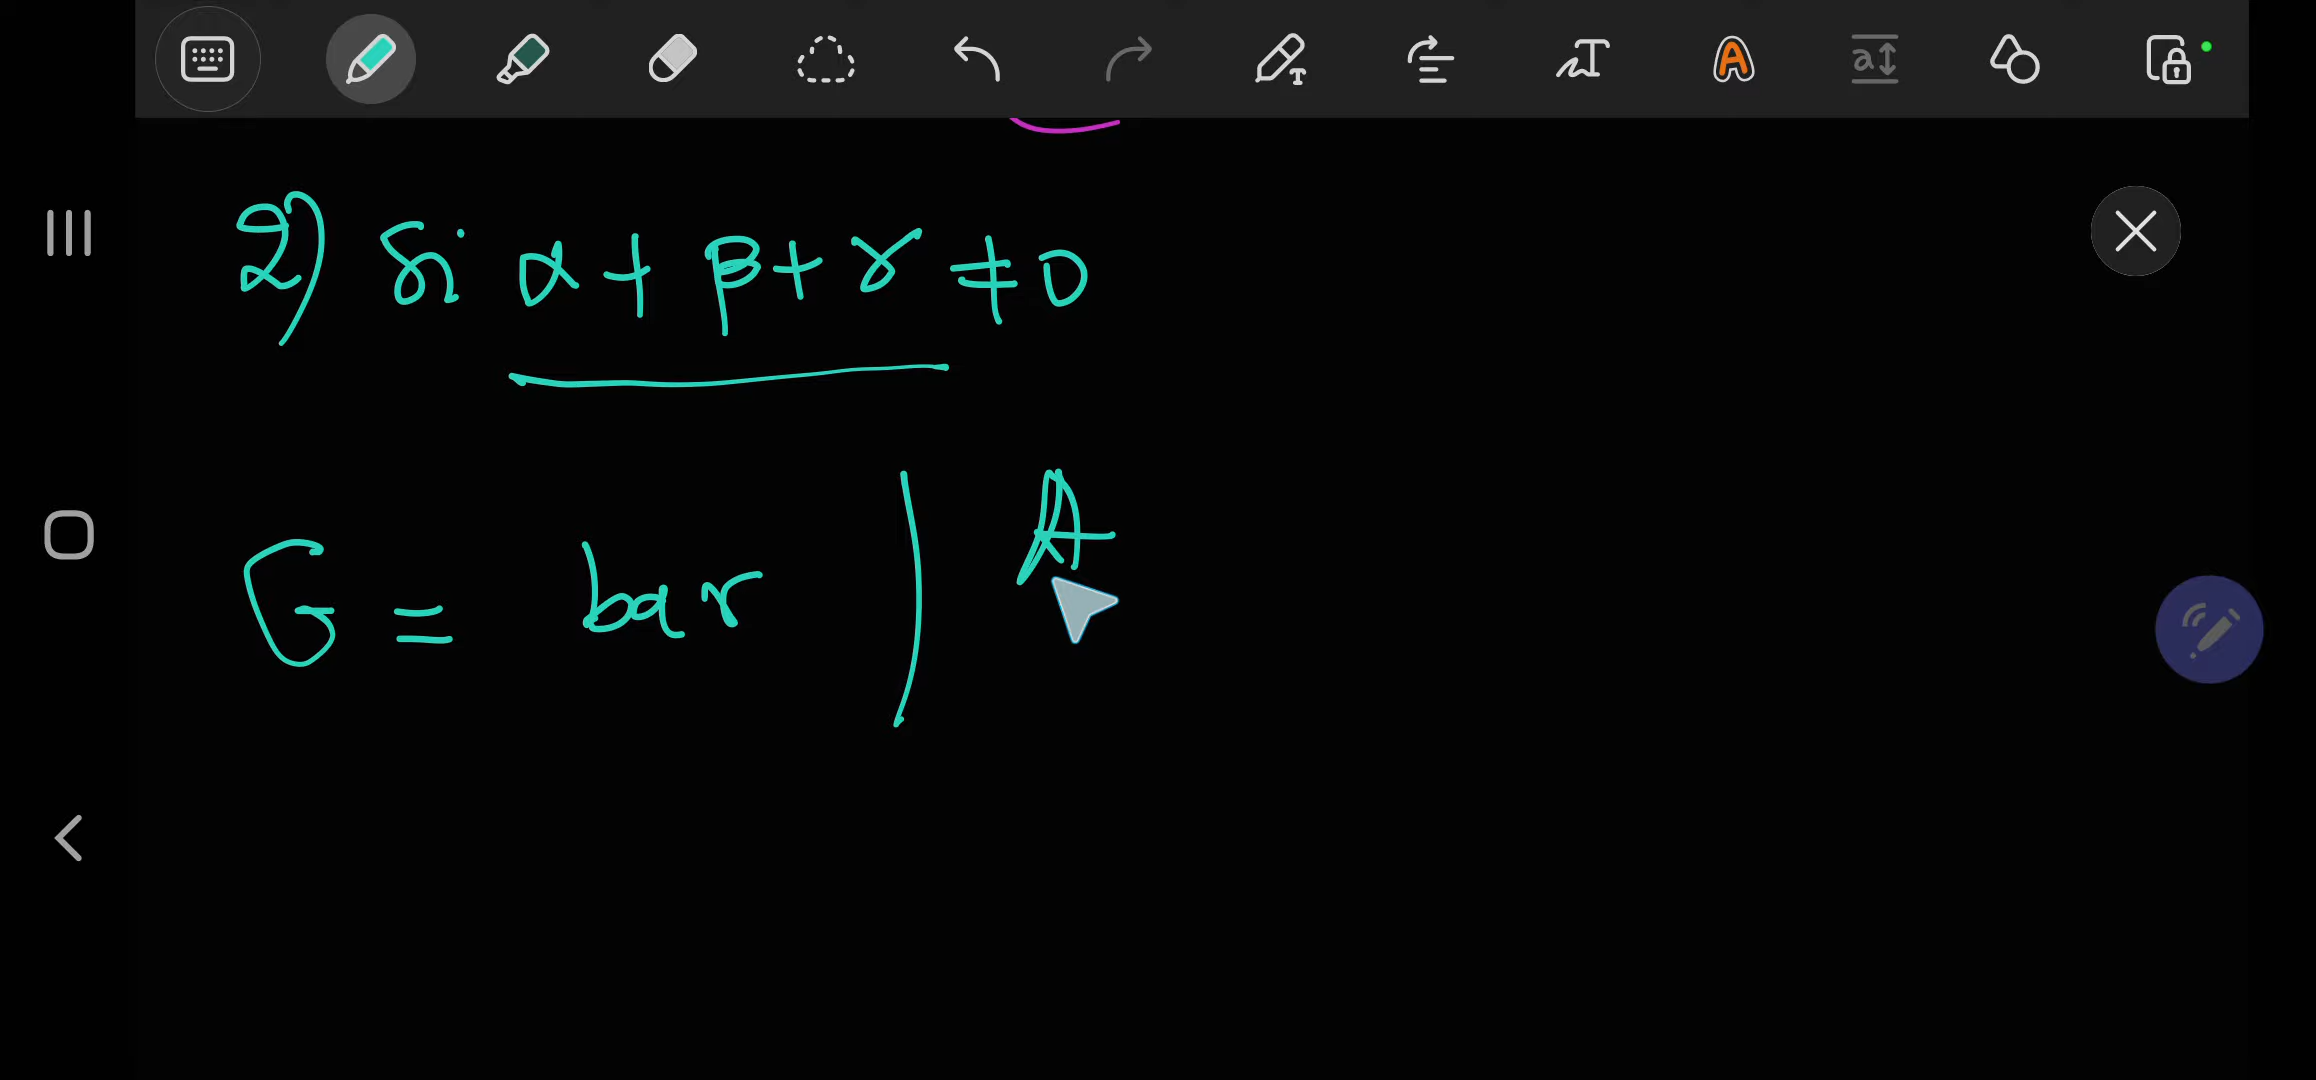 2) Si α + β + γ ≠ 0
G = bar | A